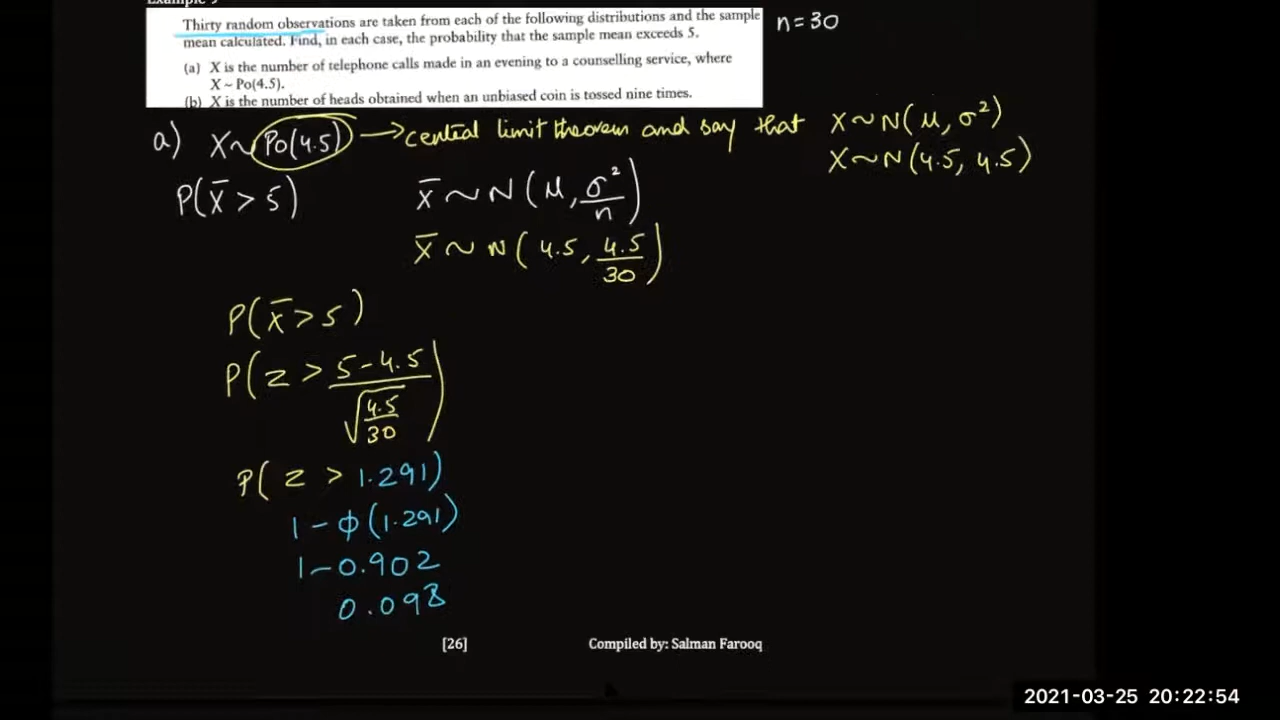 Thirty random observations are taken from each of the following distributions and the sample
mean calculated. Find, in each case, the probability that the sample mean exceeds 5.
n = 30
(a) X is the number of telephone calls made in an evening to a counselling service, where
X ~ Po(4.5).
(b) X is the number of heads obtained when an unbiased coin is tossed nine times.
a) X~Po(4.5) → central limit theorem and say that X~N(μ, σ²)
X~N(4.5, 4.5)
P(X̄ > 5) X̄ ~ N(μ, σ²/n)
X̄ ~ N(4.5, 4.5/30)
P(X̄ > 5)
P(Z > (5-4.5)/√(4.5/30))
P(Z > 1.291)
1 - φ(1.291)
1 - 0.902
0.098
[26] Compiled by: Salman Farooq
2021-03-25 20:22:54